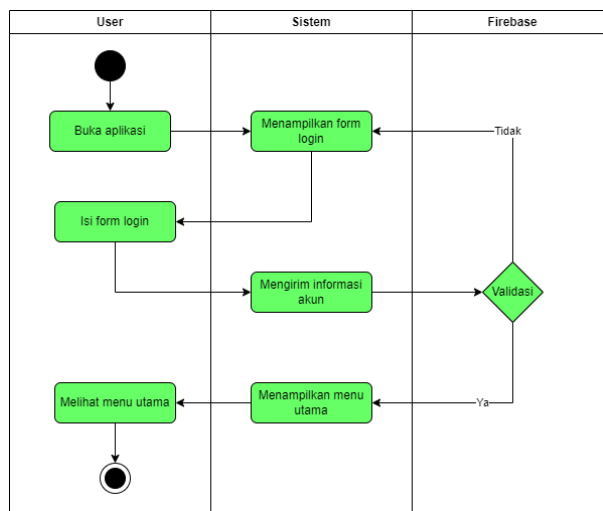 User
Sistem
Firebase
Buka aplikasi
Menampilkan form
login
Tidak
Isi form login
Mengirim informasi
akun
Validasi
Melihat menu utama
Menampilkan menu
utama
Ya